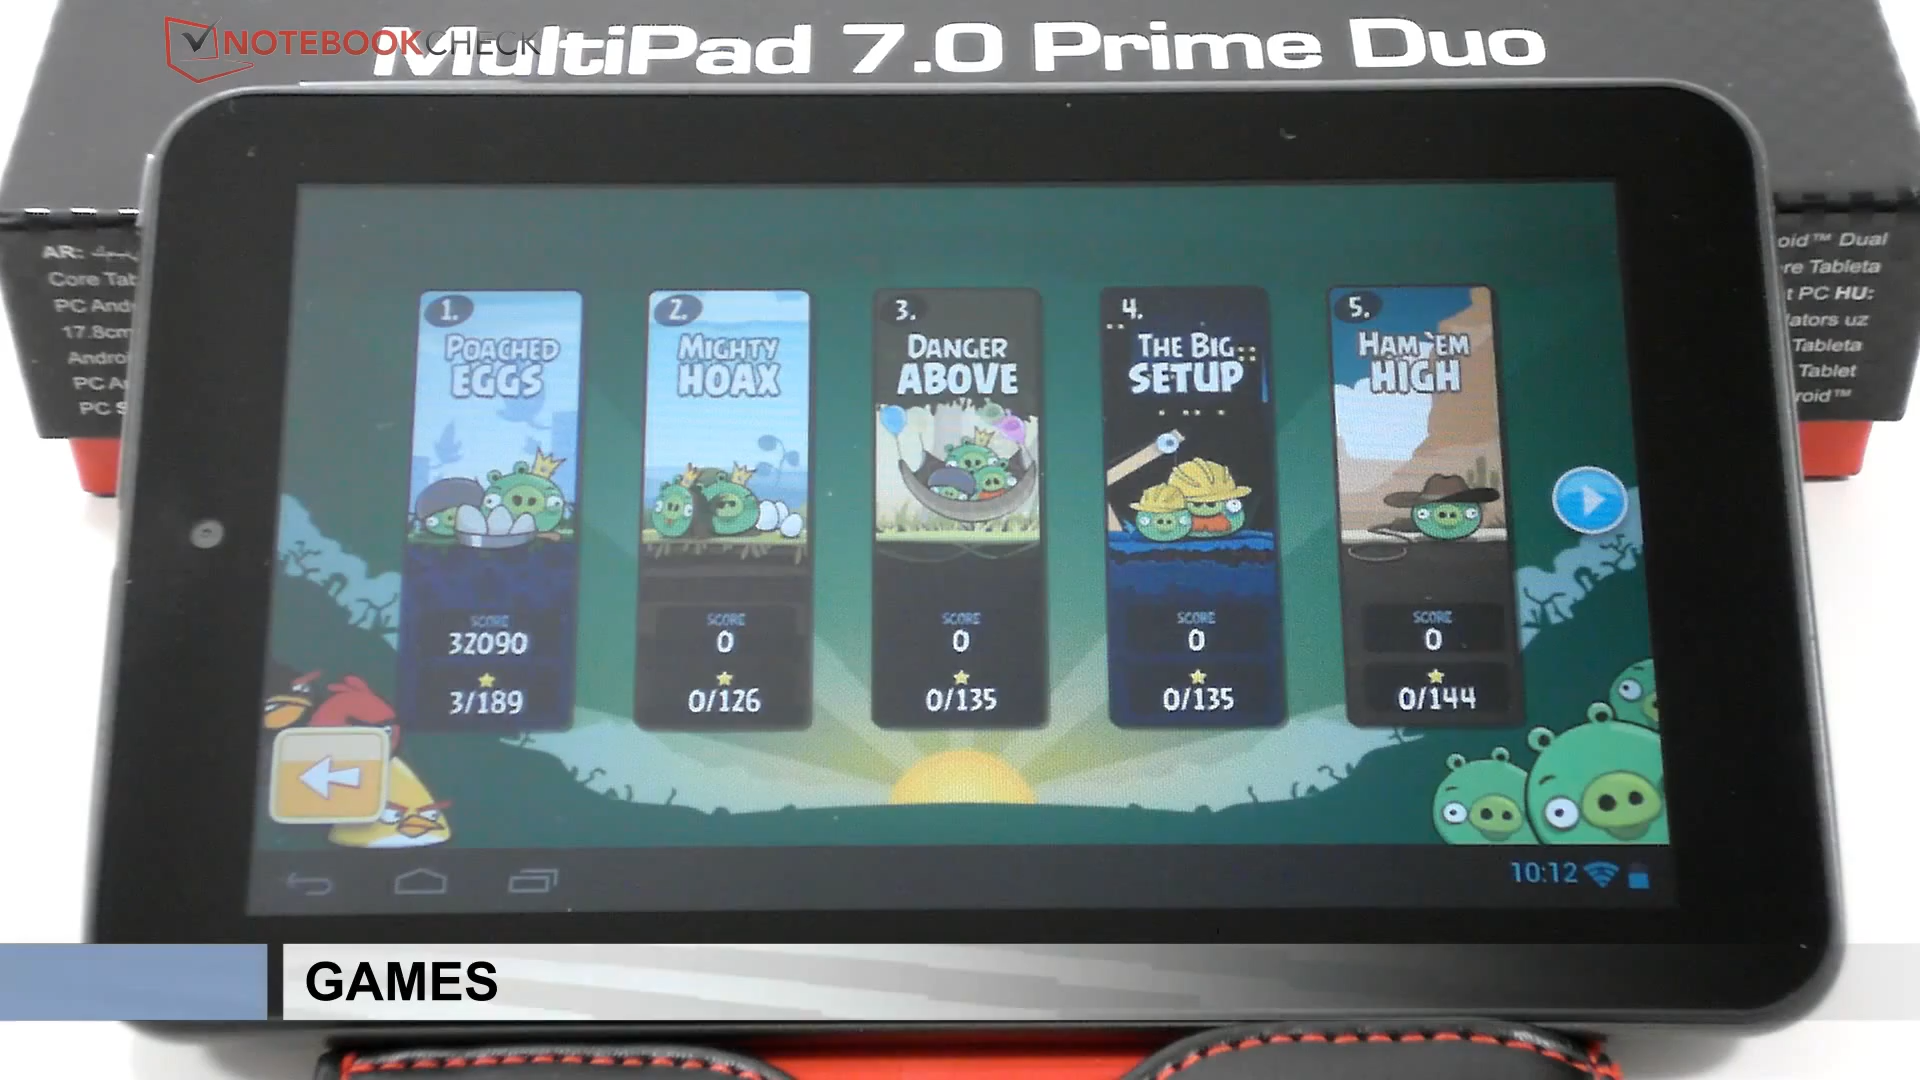 NOTEBOOKCHECK
MultiPad 7.0 Prime Duo
AR:
Core Tab
PC And
17.8cm
Androi
PC A
PC S
oid™ Dual
re Tableta
t PC HU:
lators uz
Tableta
Tablet
roid™
1.
POACHED
EGGS
SCORE
32090
3/189
2.
MIGHTY
HOAX
SCORE
0
0/126
3.
DANGER
ABOVE
SCORE
0
0/135
4.
THE BIG
SETUP
SCORE
0
0/135
5.
HAM 'EM
HIGH
SCORE
0
0/144
10:12
GAMES